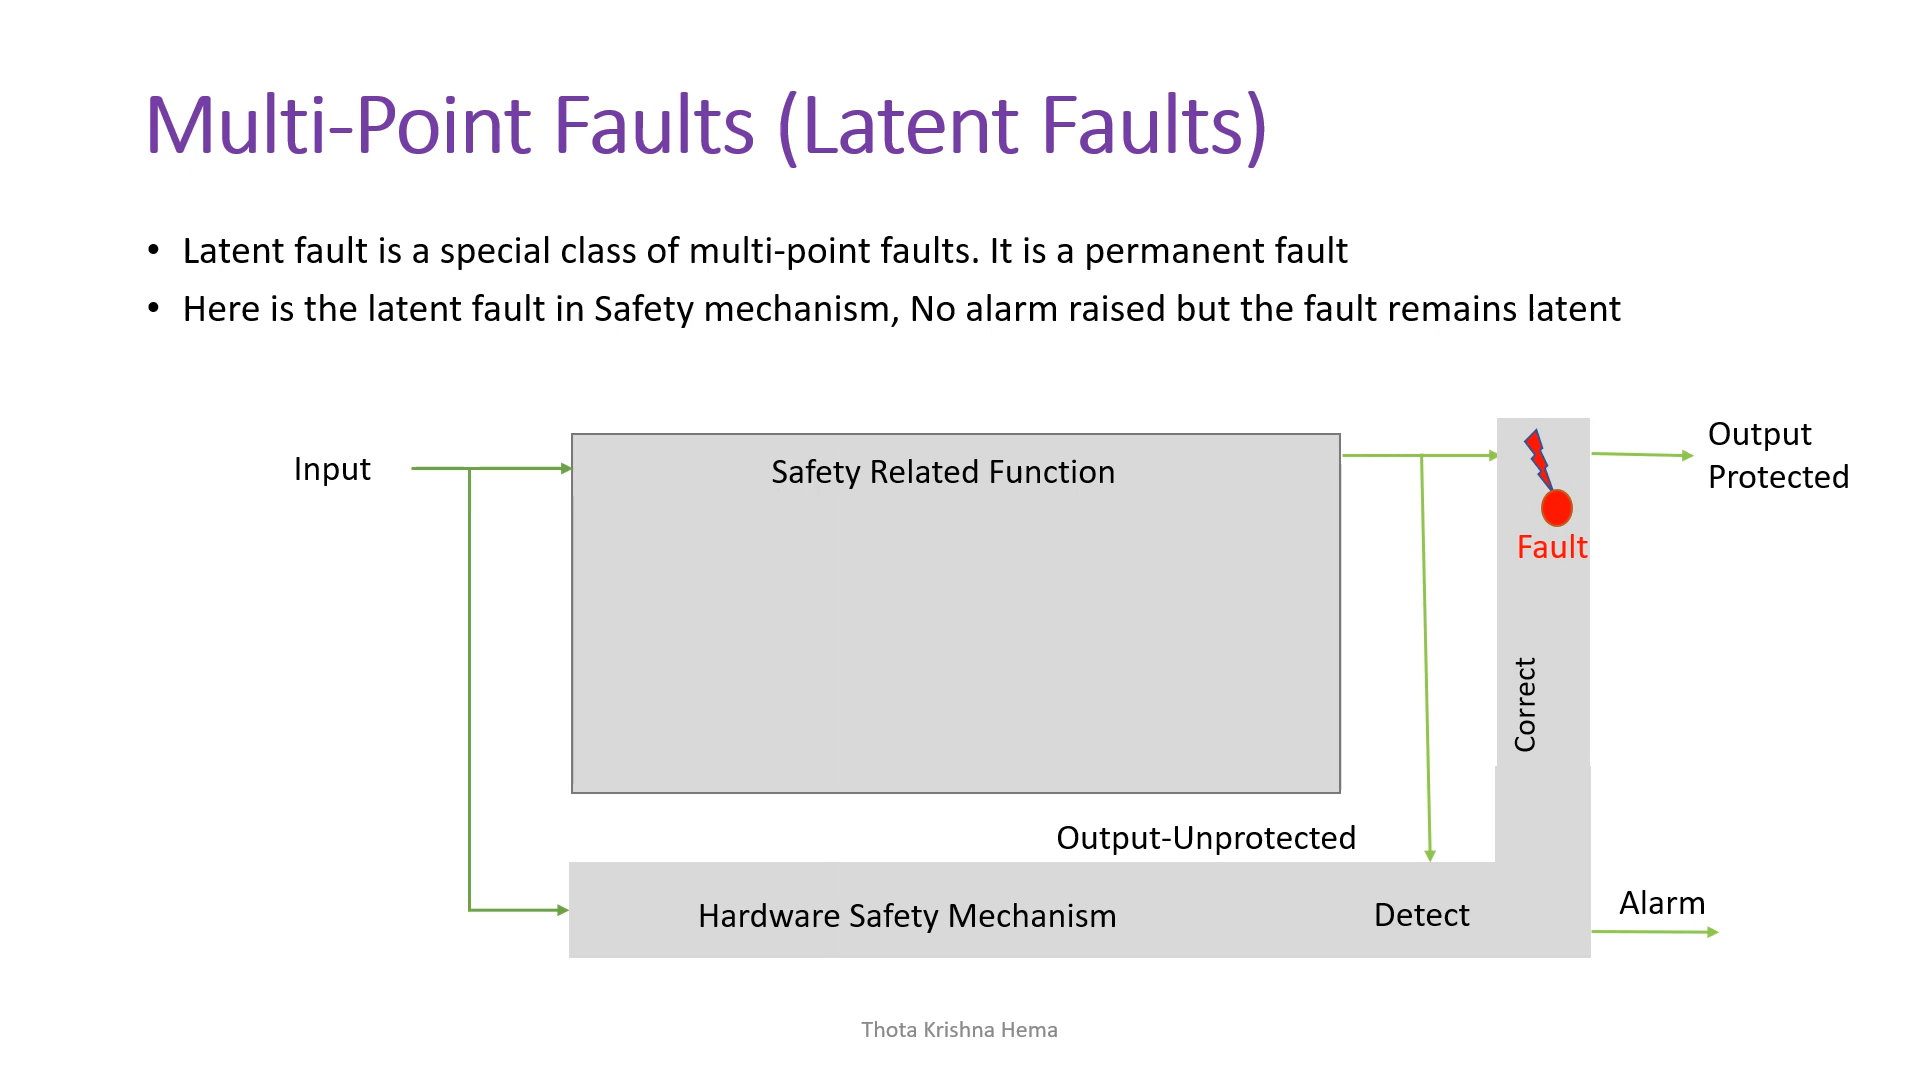 Multi-Point Faults (Latent Faults)
• Latent fault is a special class of multi-point faults. It is a permanent fault
• Here is the latent fault in Safety mechanism, No alarm raised but the fault remains latent
Input
Safety Related Function
Output
Protected
Fault
Correct
Output-Unprotected
Hardware Safety Mechanism
Detect
Alarm
Thota Krishna Hema